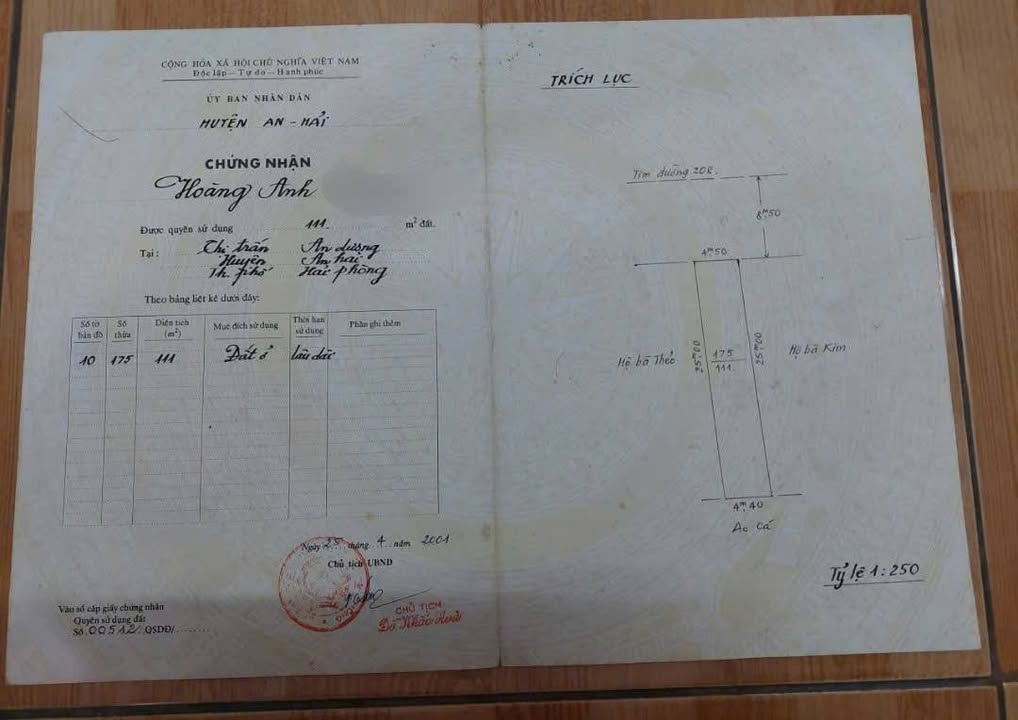 CỘNG HÒA XÃ HỘI CHỦ NGHĨA VIỆT NAM
Độc lập — Tự do — Hạnh phúc
ỦY BAN NHÂN DÂN
HUYỆN AN - HẢI
CHỨNG NHẬN
Hoàng Anh
Được quyền sử dụng 111. m² đất.
Tại : Thị trấn An dương
Huyện An hải
Th. phố Hải phòng
Theo bảng liệt kê dưới đây:
Số tờ bản đồ Số thửa Diện tích (m²) Mục đích sử dụng Thời hạn sử dụng Phần ghi thêm
10 175 111 Đất ở lâu dài
Ngày 25 tháng 4 năm 2001
Chủ tịch UBND
CHỦ TỊCH
Vào sổ cấp giấy chứng nhận
Quyền sử dụng đất
Số 00512/QSDĐ/
TRÍCH LỤC
Tim đường 208.
8m50
4m50
Hộ bà Thẻo
25m00
175
111
25m00
Hộ bà Kim
4m40
Ao Cá
Tỷ lệ 1 : 250